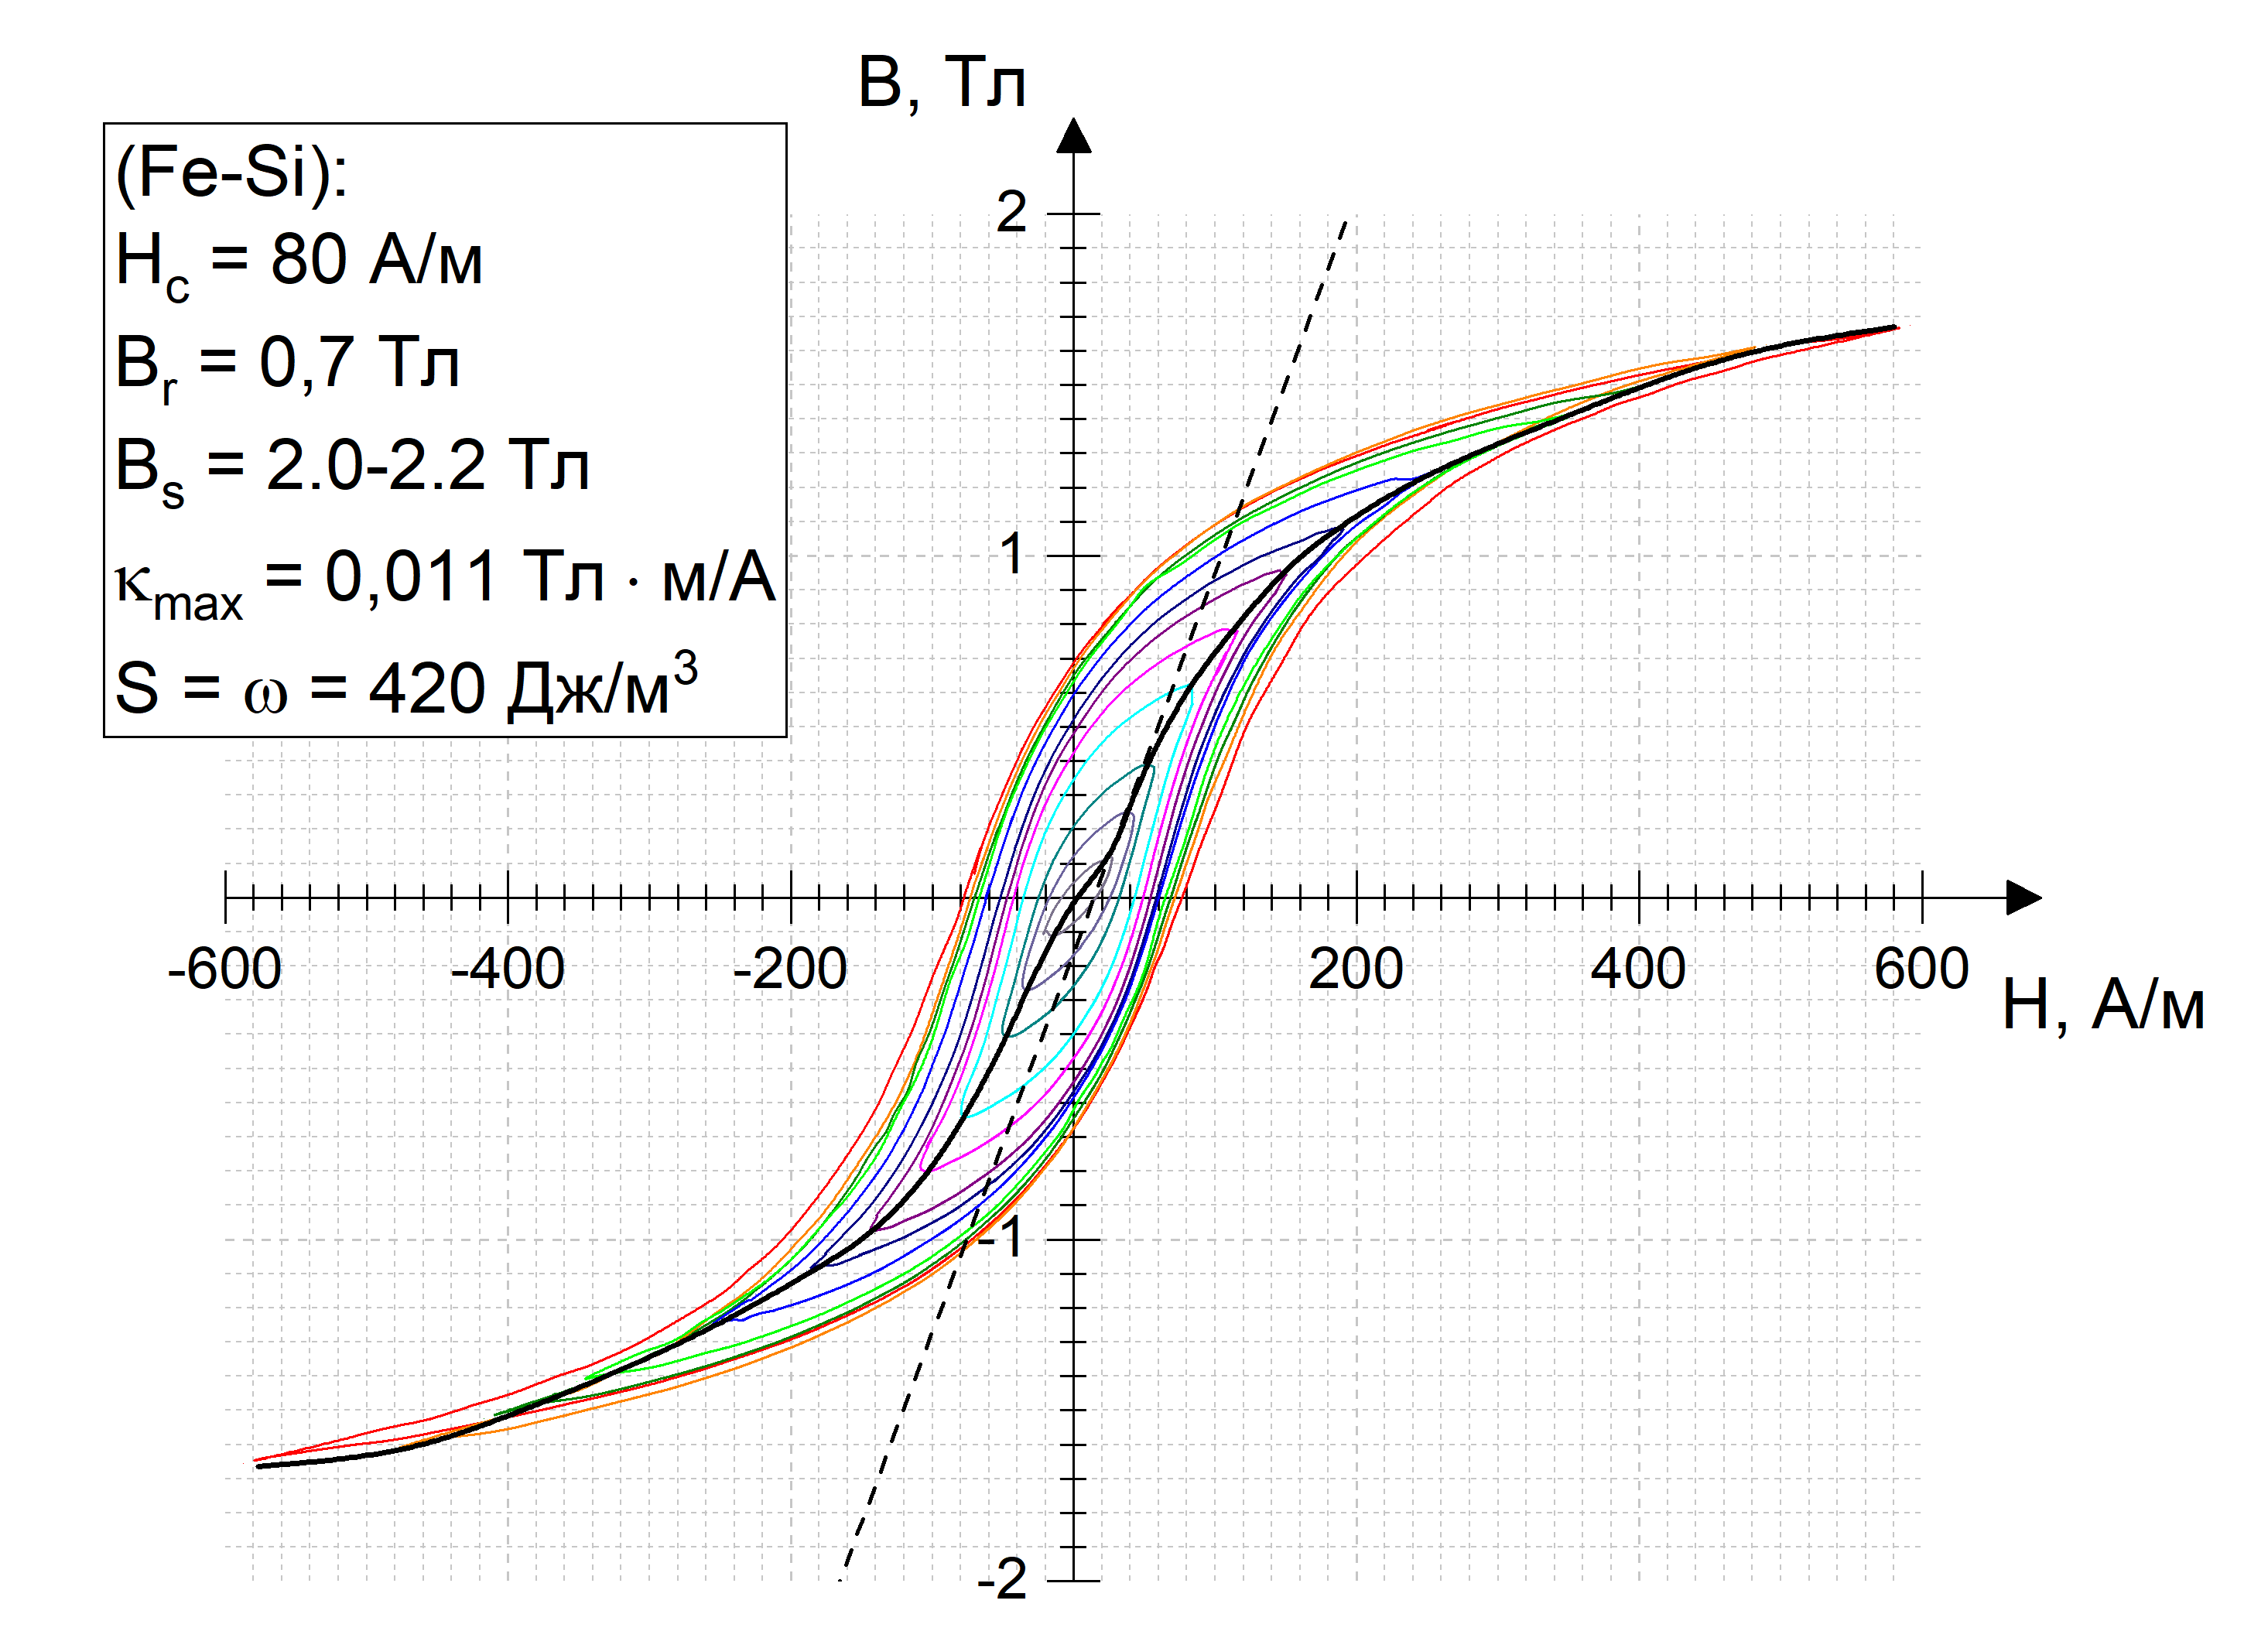 B, Тл
(Fe-Si):
Hc = 80 А/м
Br = 0,7 Тл
Bs = 2.0-2.2 Тл
κmax = 0,011 Тл · м/А
S = ω = 420 Дж/м³
2
1
-600 -400 -200 200 400 600
H, А/м
-1
-2